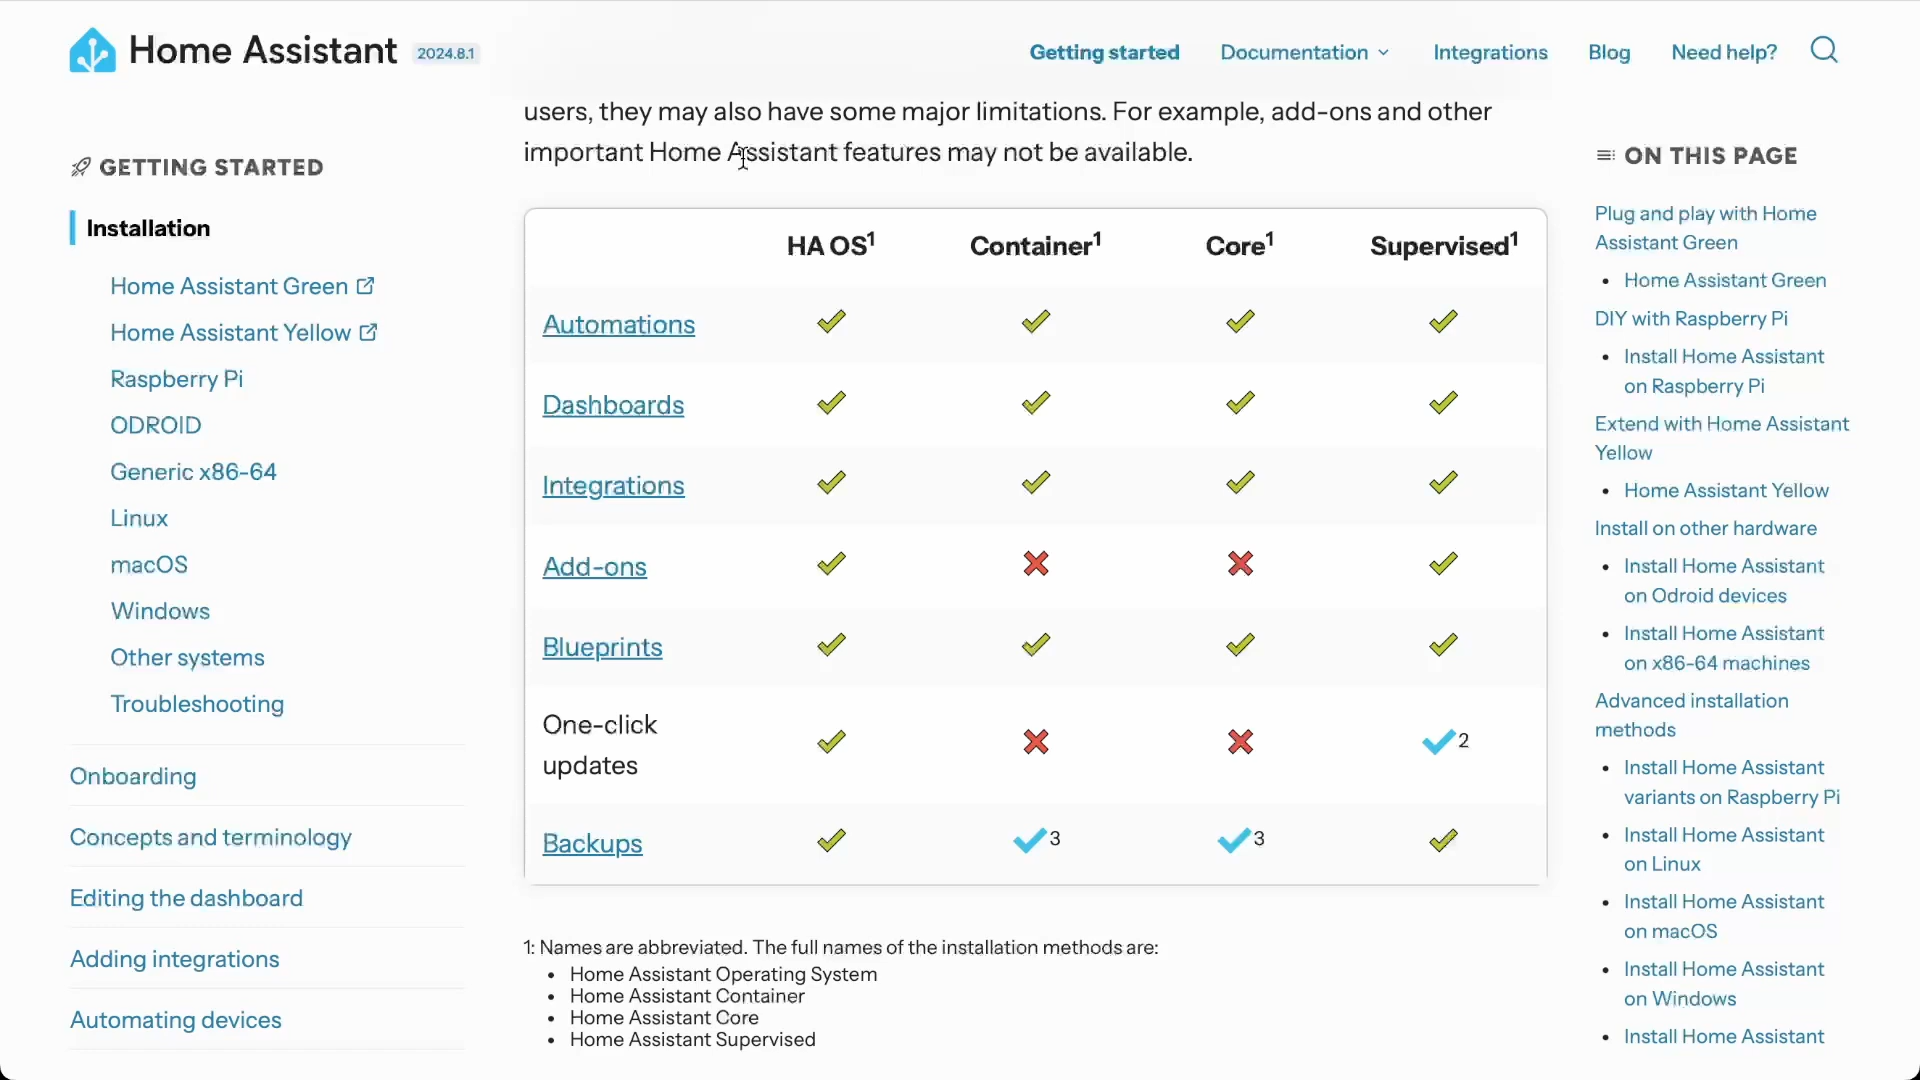 Home Assistant 2024.8.1
Getting started Documentation Integrations Blog Need help?
GETTING STARTED
Installation
Home Assistant Green
Home Assistant Yellow
Raspberry Pi
ODROID
Generic x86-64
Linux
macOS
Windows
Other systems
Troubleshooting
Onboarding
Concepts and terminology
Editing the dashboard
Adding integrations
Automating devices
users, they may also have some major limitations. For example, add-ons and other
important Home Assistant features may not be available.
HA OS1 Container1 Core1 Supervised1
Automations
Dashboards
Integrations
Add-ons
Blueprints
One-click
updates 2
Backups 3 3
1: Names are abbreviated. The full names of the installation methods are:
• Home Assistant Operating System
• Home Assistant Container
• Home Assistant Core
• Home Assistant Supervised
ON THIS PAGE
Plug and play with Home
Assistant Green
• Home Assistant Green
DIY with Raspberry Pi
• Install Home Assistant
on Raspberry Pi
Extend with Home Assistant
Yellow
• Home Assistant Yellow
Install on other hardware
• Install Home Assistant
on Odroid devices
• Install Home Assistant
on x86-64 machines
Advanced installation
methods
• Install Home Assistant
variants on Raspberry Pi
• Install Home Assistant
on Linux
• Install Home Assistant
on macOS
• Install Home Assistant
on Windows
• Install Home Assistant